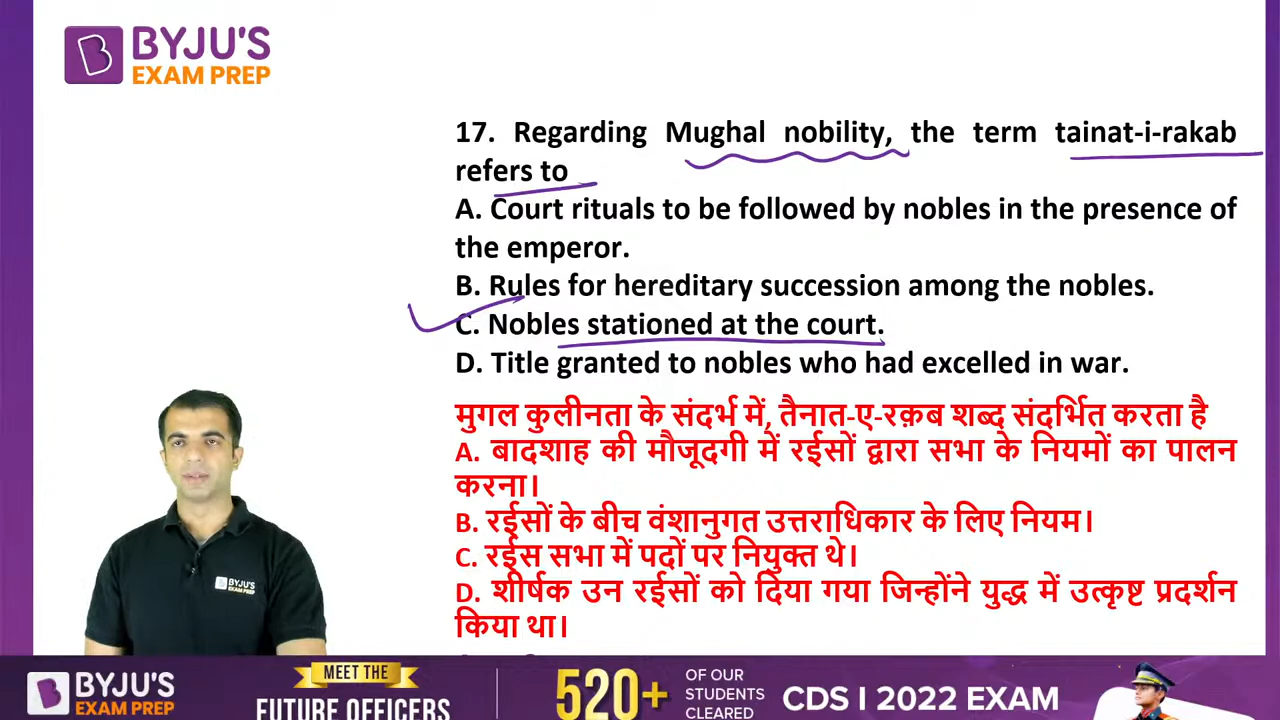 BYJU'S
EXAM PREP
17. Regarding Mughal nobility, the term tainat-i-rakab
refers to
A. Court rituals to be followed by nobles in the presence of
the emperor.
B. Rules for hereditary succession among the nobles.
C. Nobles stationed at the court.
D. Title granted to nobles who had excelled in war.
मुगल कुलीनता के संदर्भ में, तैनात-ए-रक़ब शब्द संदर्भित करता है
A. बादशाह की मौजूदगी में रईसों द्वारा सभा के नियमों का पालन
करना।
B. रईसों के बीच वंशानुगत उत्तराधिकार के लिए नियम।
C. रईस सभा में पदों पर नियुक्त थे।
D. शीर्षक उन रईसों को दिया गया जिन्होंने युद्ध में उत्कृष्ट प्रदर्शन
किया था।
BYJU'S
EXAM PREP
BYJU'S
EXAM PREP
MEET THE
FUTURE OFFICERS
520+
OF OUR
STUDENTS
CLEARED
CDS I 2022 EXAM